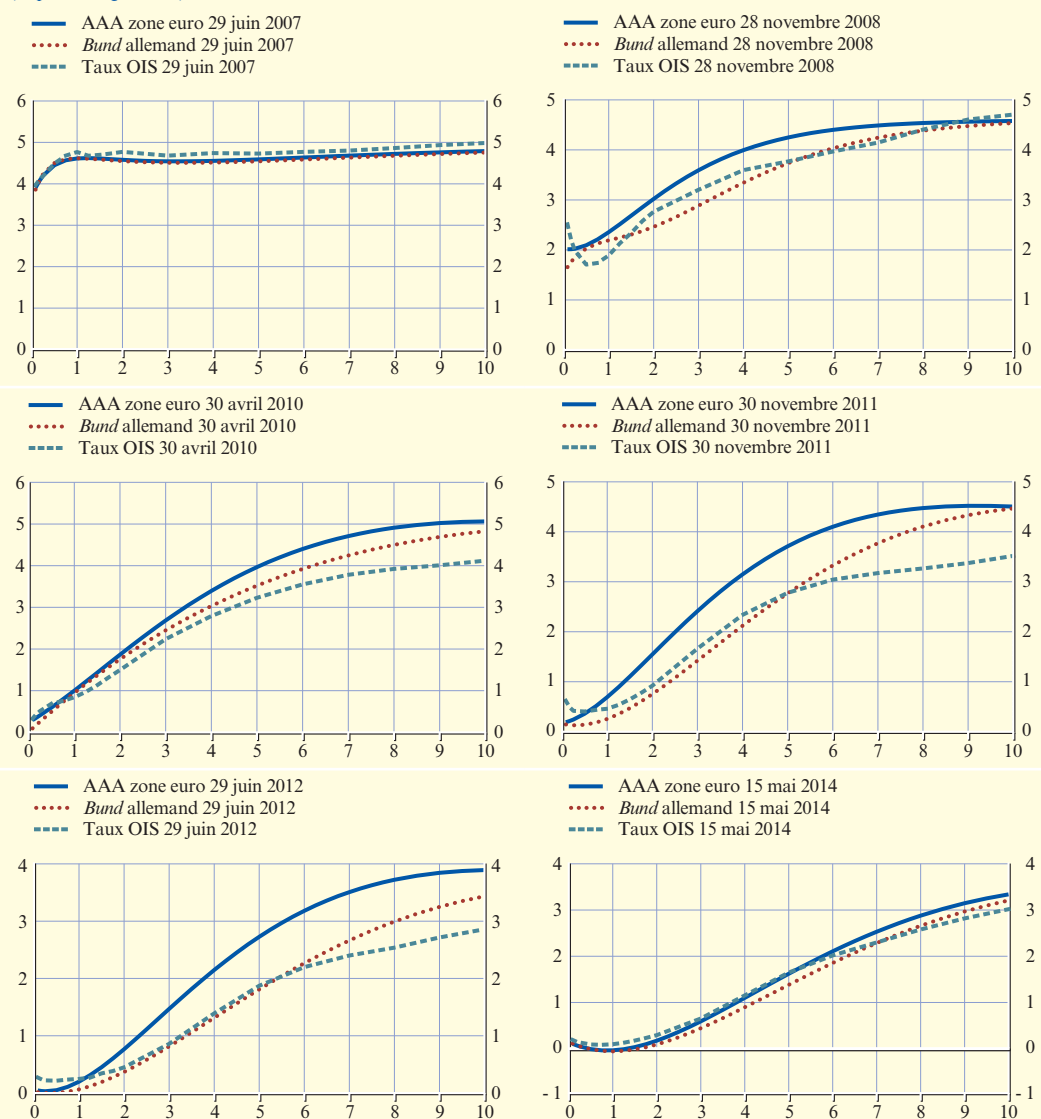 AAA zone euro 29 juin 2007
Bund allemand 29 juin 2007
Taux OIS 29 juin 2007
6 6
5 5
4 4
3 3
2 2
1 1
0 0
0 1 2 3 4 5 6 7 8 9 10
AAA zone euro 28 novembre 2008
Bund allemand 28 novembre 2008
Taux OIS 28 novembre 2008
5 5
4 4
3 3
2 2
1 1
0 0
0 1 2 3 4 5 6 7 8 9 10
AAA zone euro 30 avril 2010
Bund allemand 30 avril 2010
Taux OIS 30 avril 2010
6 6
5 5
4 4
3 3
2 2
1 1
0 0
0 1 2 3 4 5 6 7 8 9 10
AAA zone euro 30 novembre 2011
Bund allemand 30 novembre 2011
Taux OIS 30 novembre 2011
5 5
4 4
3 3
2 2
1 1
0 0
0 1 2 3 4 5 6 7 8 9 10
AAA zone euro 29 juin 2012
Bund allemand 29 juin 2012
Taux OIS 29 juin 2012
4 4
3 3
2 2
1 1
0 0
0 1 2 3 4 5 6 7 8 9 10
AAA zone euro 15 mai 2014
Bund allemand 15 mai 2014
Taux OIS 15 mai 2014
4 4
3 3
2 2
1 1
0 0
- 1 - 1
0 1 2 3 4 5 6 7 8 9 10